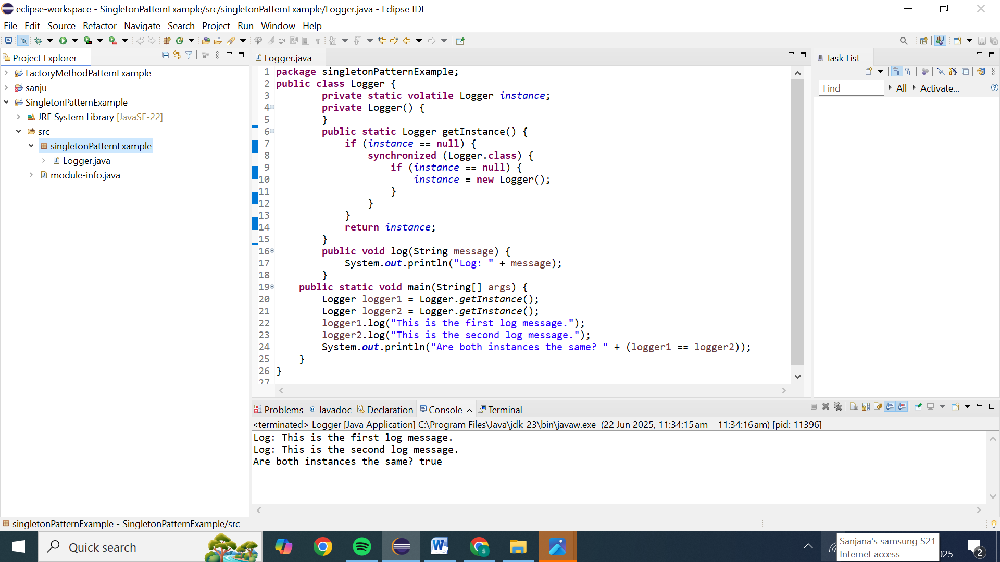 eclipse-workspace - SingletonPatternExample/src/singletonPatternExample/Logger.java - Eclipse IDE
File Edit Source Refactor Navigate Search Project Run Window Help
Project Explorer
FactoryMethodPatternExample
sanju
SingletonPatternExample
JRE System Library [JavaSE-22]
src
singletonPatternExample
Logger.java
module-info.java
Logger.java
1 package singletonPatternExample;
2 public class Logger {
3 private static volatile Logger instance;
4 private Logger() {
5 }
6 public static Logger getInstance() {
7 if (instance == null) {
8 synchronized (Logger.class) {
9 if (instance == null) {
10 instance = new Logger();
11 }
12 }
13 }
14 return instance;
15 }
16 public void log(String message) {
17 System.out.println("Log: " + message);
18 }
19 public static void main(String[] args) {
20 Logger logger1 = Logger.getInstance();
21 Logger logger2 = Logger.getInstance();
22 logger1.log("This is the first log message.");
23 logger2.log("This is the second log message.");
24 System.out.println("Are both instances the same? " + (logger1 == logger2));
25 }
26 }
27
Task List
Find All Activate...
Problems Javadoc Declaration Console Terminal
<terminated> Logger [Java Application] C:\Program Files\Java\jdk-23\bin\javaw.exe (22 Jun 2025, 11:34:15 am – 11:34:16 am) [pid: 11396]
Log: This is the first log message.
Log: This is the second log message.
Are both instances the same? true
singletonPatternExample - SingletonPatternExample/src
Quick search
Sanjana's samsung S21
Internet access
025
2